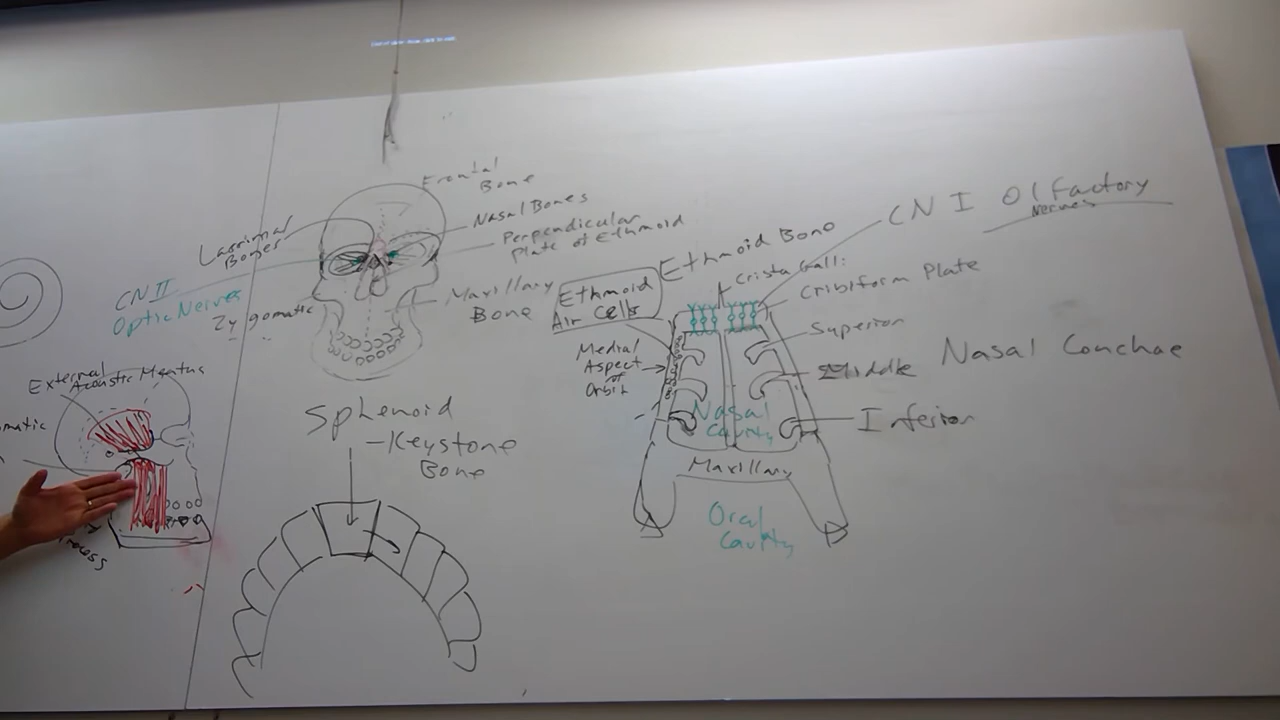 Frontal
Bone
Nasal Bones
Perpendicular
Plate of Ethmoid
Lacrimal
Bones
CN II
Optic Nerves
Zygomatic
Maxillary
Bone
External
Acoustic Meatus
matic
Sphenoid
- Keystone
Bone
Ethmoid Bone
Ethmoid
Air Cells
Crista Galli
CN I Olfactory
Nerves
Cribiform Plate
Superior
Middle
Inferior
Nasal Conchae
Medial
Aspect
of
Orbit
Nasal
Cavity
Maxillary
Oral
Cavity